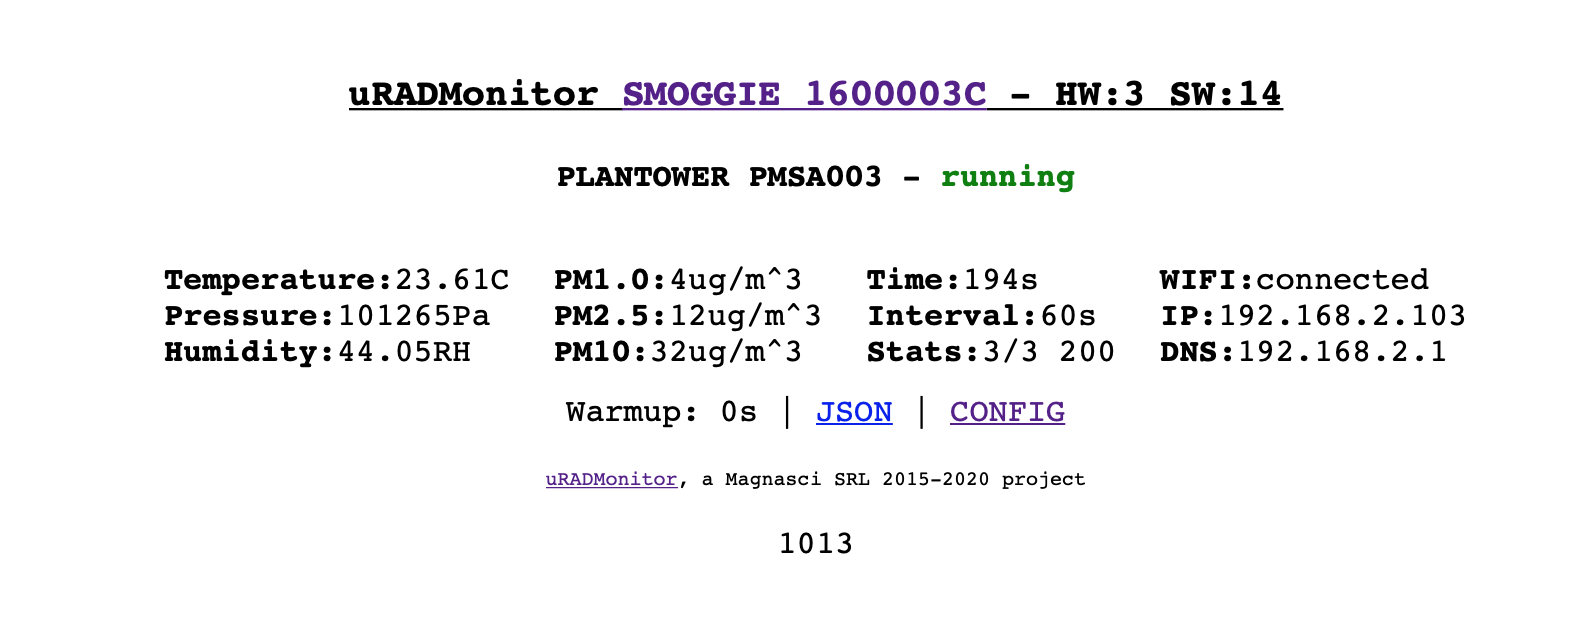 uRADMonitor SMOGGIE 1600003C - HW:3 SW:14
PLANTOWER PMSA003 - running
Temperature:23.61C PM1.0:4ug/m^3 Time:194s WIFI:connected
Pressure:101265Pa PM2.5:12ug/m^3 Interval:60s IP:192.168.2.103
Humidity:44.05RH PM10:32ug/m^3 Stats:3/3 200 DNS:192.168.2.1
Warmup: 0s | JSON | CONFIG
uRADMonitor, a Magnasci SRL 2015-2020 project
1013